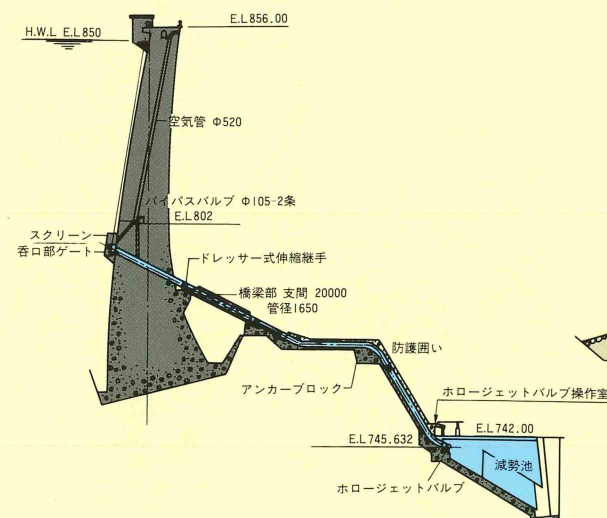 E.L856.00
H.W.L E.L850
空気管 Φ520
バイパスバルブ Φ105-2条
E.L802
スクリーン
呑口部ゲート
ドレッサー式伸縮継手
橋梁部 支間 20000
管径1650
防護囲い
アンカーブロック
ホロージェットバルブ操作室
E.L745.632
E.L742.00
減勢池
ホロージェットバルブ